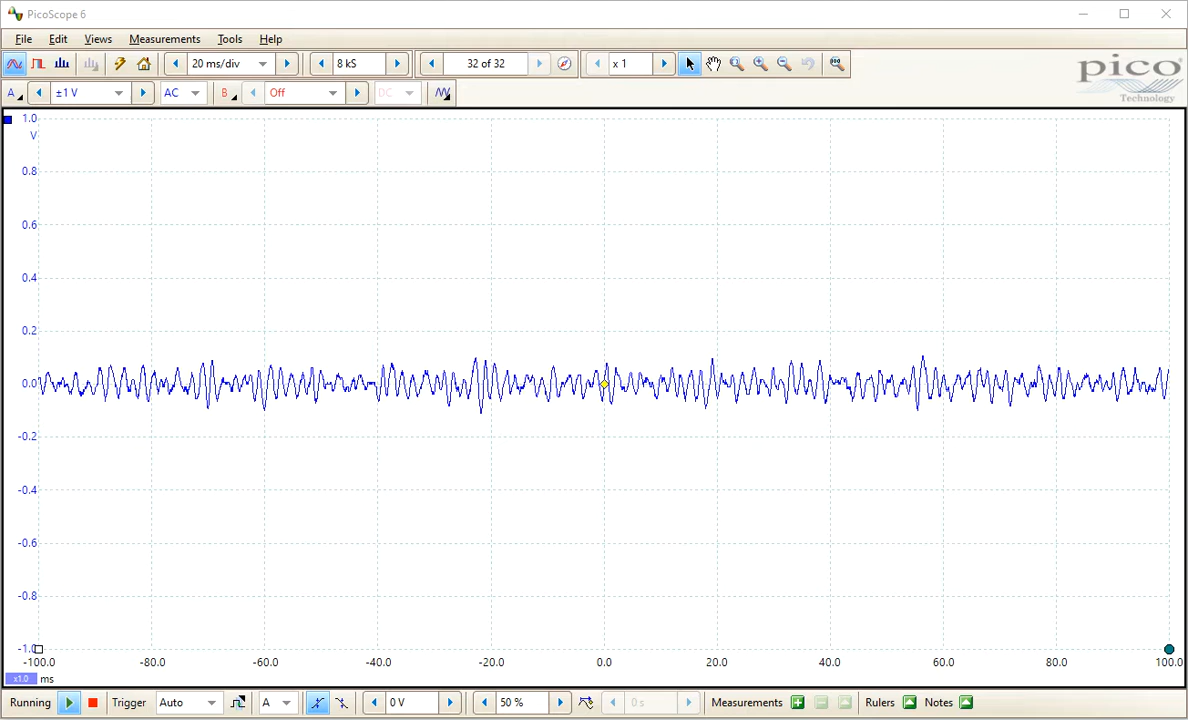 PicoScope 6
File Edit Views Measurements Tools Help
20 ms/div 8 kS 32 of 32 x 1
A ±1 V AC B Off DC
pico
Technology
1.0
V
0.8
0.6
0.4
0.2
0.0
-0.2
-0.4
-0.6
-0.8
-1.0
-100.0 -80.0 -60.0 -40.0 -20.0 0.0 20.0 40.0 60.0 80.0 100.0
x1.0 ms
Running Trigger Auto A 0 V 50 % 0 s Measurements Rulers Notes